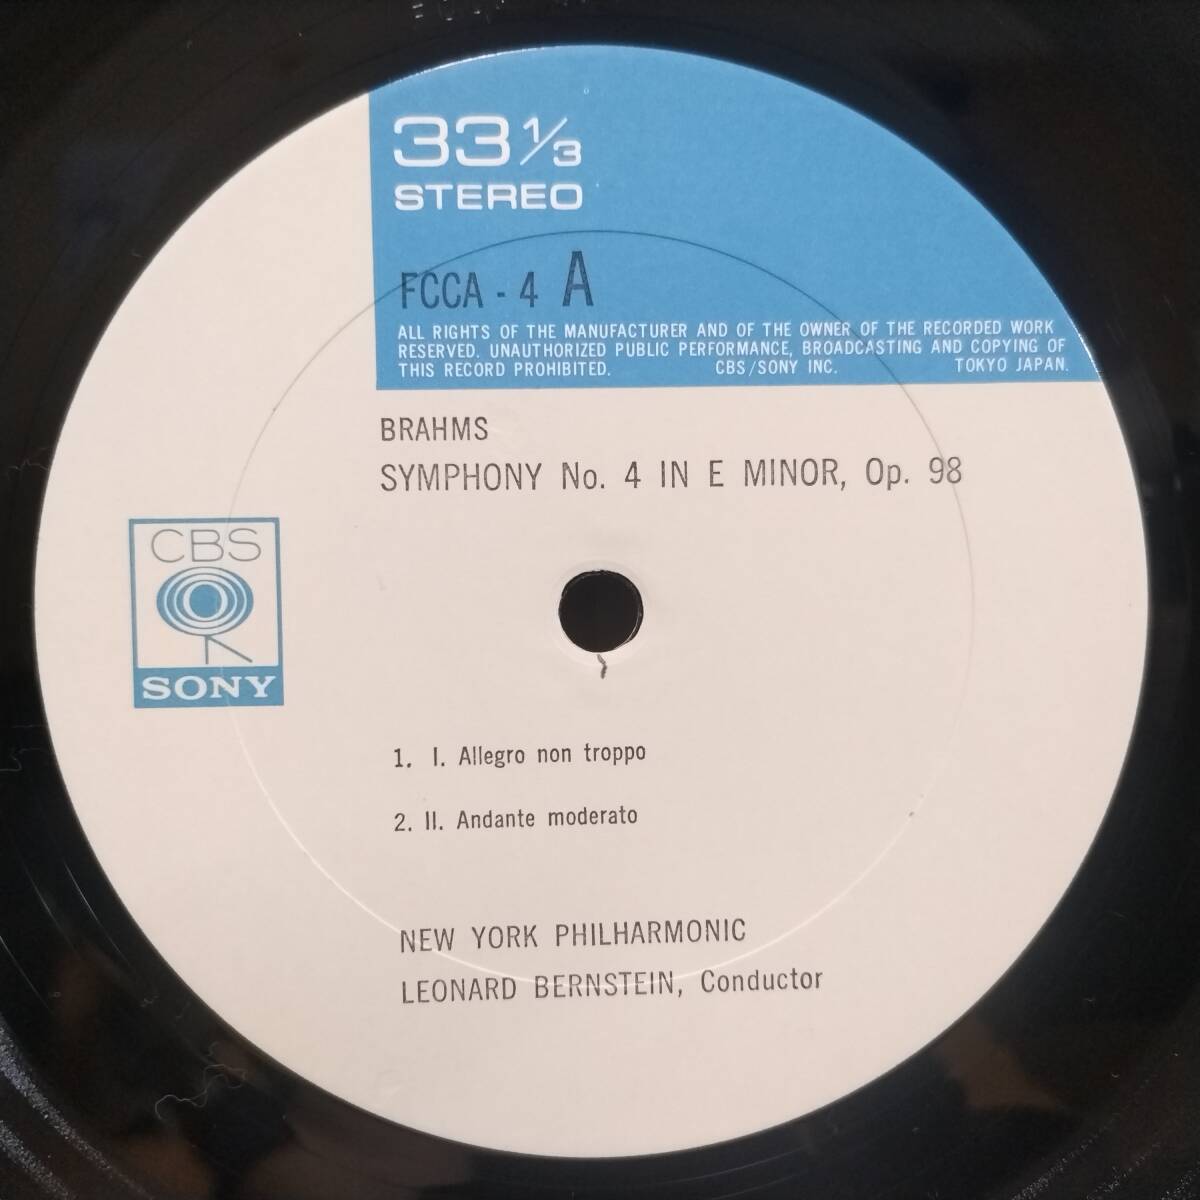 33 1/3
STEREO
FCCA - 4 A
ALL RIGHTS OF THE MANUFACTURER AND OF THE OWNER OF THE RECORDED WORK
RESERVED. UNAUTHORIZED PUBLIC PERFORMANCE, BROADCASTING AND COPYING OF
THIS RECORD PROHIBITED. CBS/SONY INC. TOKYO JAPAN.
BRAHMS
SYMPHONY No. 4 IN E MINOR, Op. 98
CBS
SONY
1. I. Allegro non troppo
2. II. Andante moderato
NEW YORK PHILHARMONIC
LEONARD BERNSTEIN, Conductor